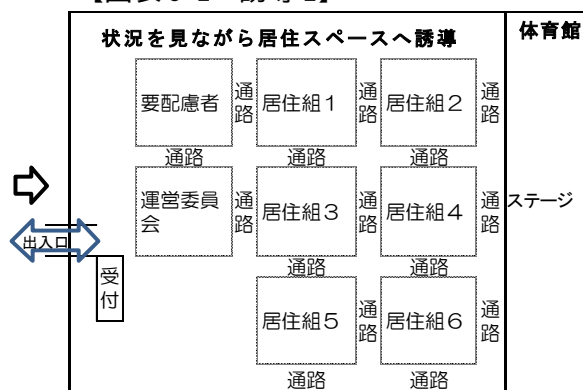 状況を見ながら居住スペースへ誘導
体育館
要配慮者
通路
居住組1
通路
居住組2
通路
通路
通路
通路
運営委員会
通路
居住組3
通路
居住組4
通路
ステージ
出入口
受付
通路
通路
居住組5
通路
居住組6
通路
通路
通路